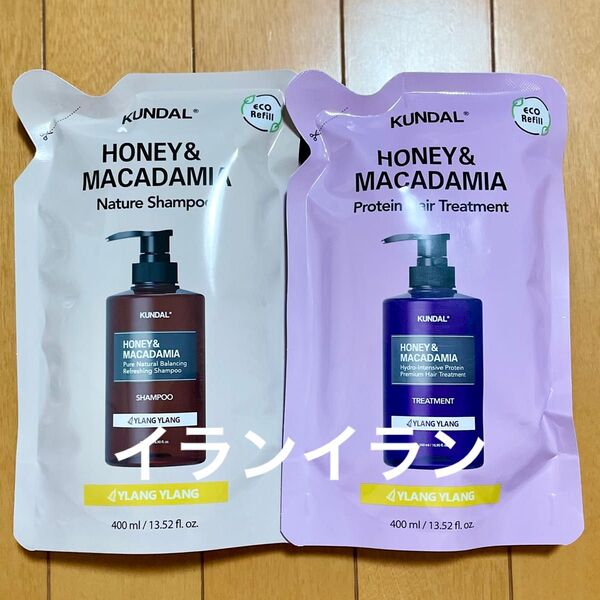 KUNDAL®
HONEY&
MACADAMIA
Nature Shampoo
eco
Refill
KUNDAL®
HONEY&
MACADAMIA
Pure Natural Balancing
Refreshing Shampoo
SHAMPOO
YLANG YLANG
YLANG YLANG
400 ml / 13.52 fl. oz.
KUNDAL®
HONEY&
MACADAMIA
Protein Hair Treatment
eco
Refill
KUNDAL®
HONEY&
MACADAMIA
Hydro-Intensive Protein
Premium Hair Treatment
TREATMENT
YLANG YLANG
YLANG YLANG
400 ml / 13.52 fl. oz.
イランイラン